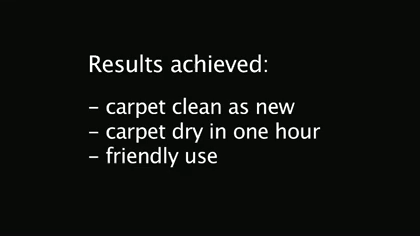 Results achieved:
– carpet clean as new
– carpet dry in one hour
– friendly use